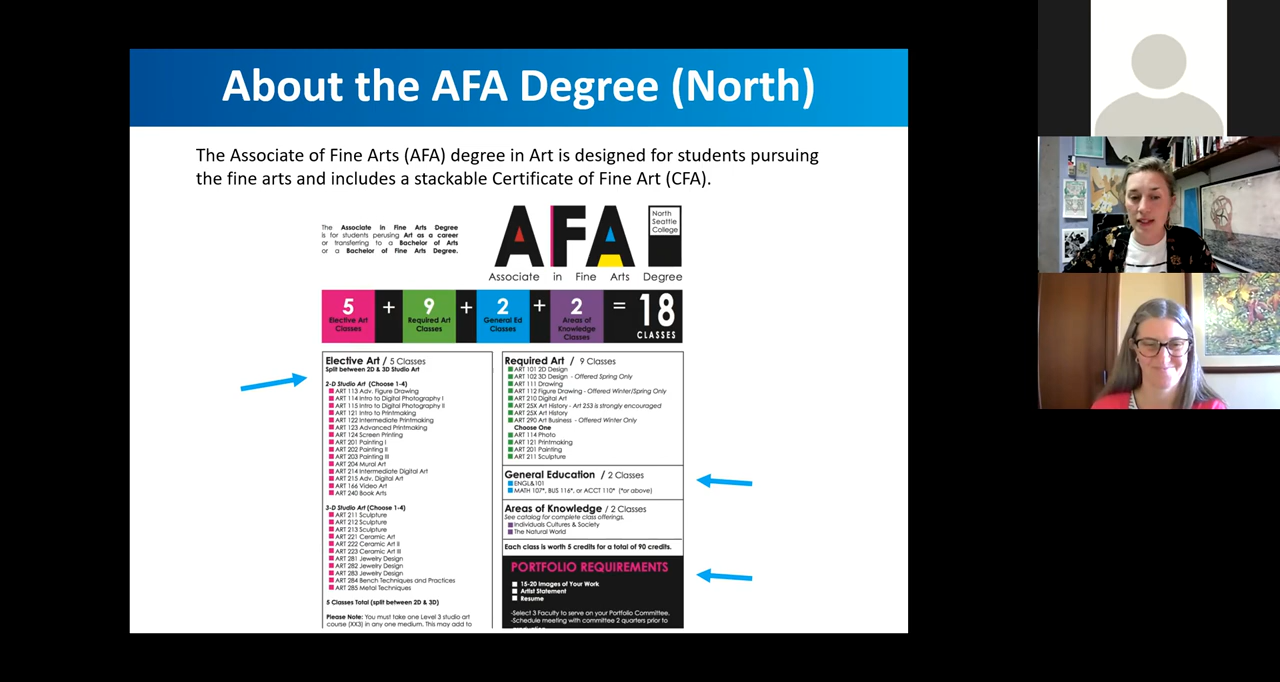 About the AFA Degree (North)
The Associate of Fine Arts (AFA) degree in Art is designed for students pursuing
the fine arts and includes a stackable Certificate of Fine Art (CFA).
The Associate in Fine Arts Degree
is for students perusing Art as a career
or transferring to a Bachelor of Arts
or a Bachelor of Fine Arts Degree.
AFA
North
Seattle
College
Associate in Fine Arts Degree
5 + 9 + 2 + 2 = 18
Elective Art
Classes
Required Art
Classes
General Ed
Classes
Areas of
Knowledge
Classes
CLASSES
Elective Art / 5 Classes
Split between 2D & 3D Studio Art
2-D Studio Art (Choose 1-4)
ART 113 Adv. Figure Drawing
ART 114 Intro to Digital Photography I
ART 115 Intro to Digital Photography II
ART 121 Intro to Printmaking
ART 122 Intermediate Printmaking
ART 123 Advanced Printmaking
ART 124 Screen Printing
ART 201 Painting I
ART 202 Painting II
ART 203 Painting III
ART 204 Mural Art
ART 214 Intermediate Digital Art
ART 215 Adv. Digital Art
ART 166 Video Art
ART 240 Book Arts
3-D Studio Art (Choose 1-4)
ART 211 Sculpture
ART 212 Sculpture
ART 213 Sculpture
ART 221 Ceramic Art
ART 222 Ceramic Art II
ART 223 Ceramic Art III
ART 281 Jewelry Design
ART 282 Jewelry Design
ART 283 Jewelry Design
ART 284 Bench Techniques and Practices
ART 285 Metal Techniques
5 Classes Total (split between 2D & 3D)
Please Note: You must take one Level 3 studio art
course (XX3) in any one medium. This may add to
Required Art / 9 Classes
ART 101 2D Design
ART 102 3D Design - Offered Spring Only
ART 111 Drawing
ART 112 Figure Drawing - Offered Winter/Spring Only
ART 210 Digital Art
ART 25X Art History - Art 253 is strongly encouraged
ART 25X Art History
ART 290 Art Business - Offered Winter Only
Choose One
ART 114 Photo
ART 121 Printmaking
ART 201 Painting
ART 211 Sculpture
General Education / 2 Classes
ENGL&101
MATH 107*, BUS 116*, or ACCT 110* (*or above)
Areas of Knowledge / 2 Classes
See catalog for complete class offerings.
Individuals Cultures & Society
The Natural World
Each class is worth 5 credits for a total of 90 credits.
PORTFOLIO REQUIREMENTS
15-20 Images of Your Work
Artist Statement
Resume
-Select 3 Faculty to serve on your Portfolio Committee.
-Schedule meeting with committee 2 quarters prior to